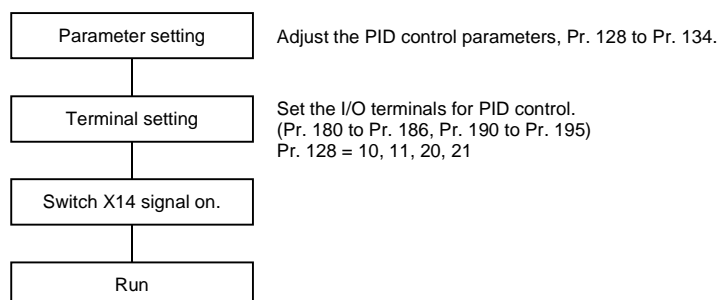 Parameter setting
Adjust the PID control parameters, Pr. 128 to Pr. 134.
Terminal setting
Set the I/O terminals for PID control.
(Pr. 180 to Pr. 186, Pr. 190 to Pr. 195)
Pr. 128 = 10, 11, 20, 21
Switch X14 signal on.
Run